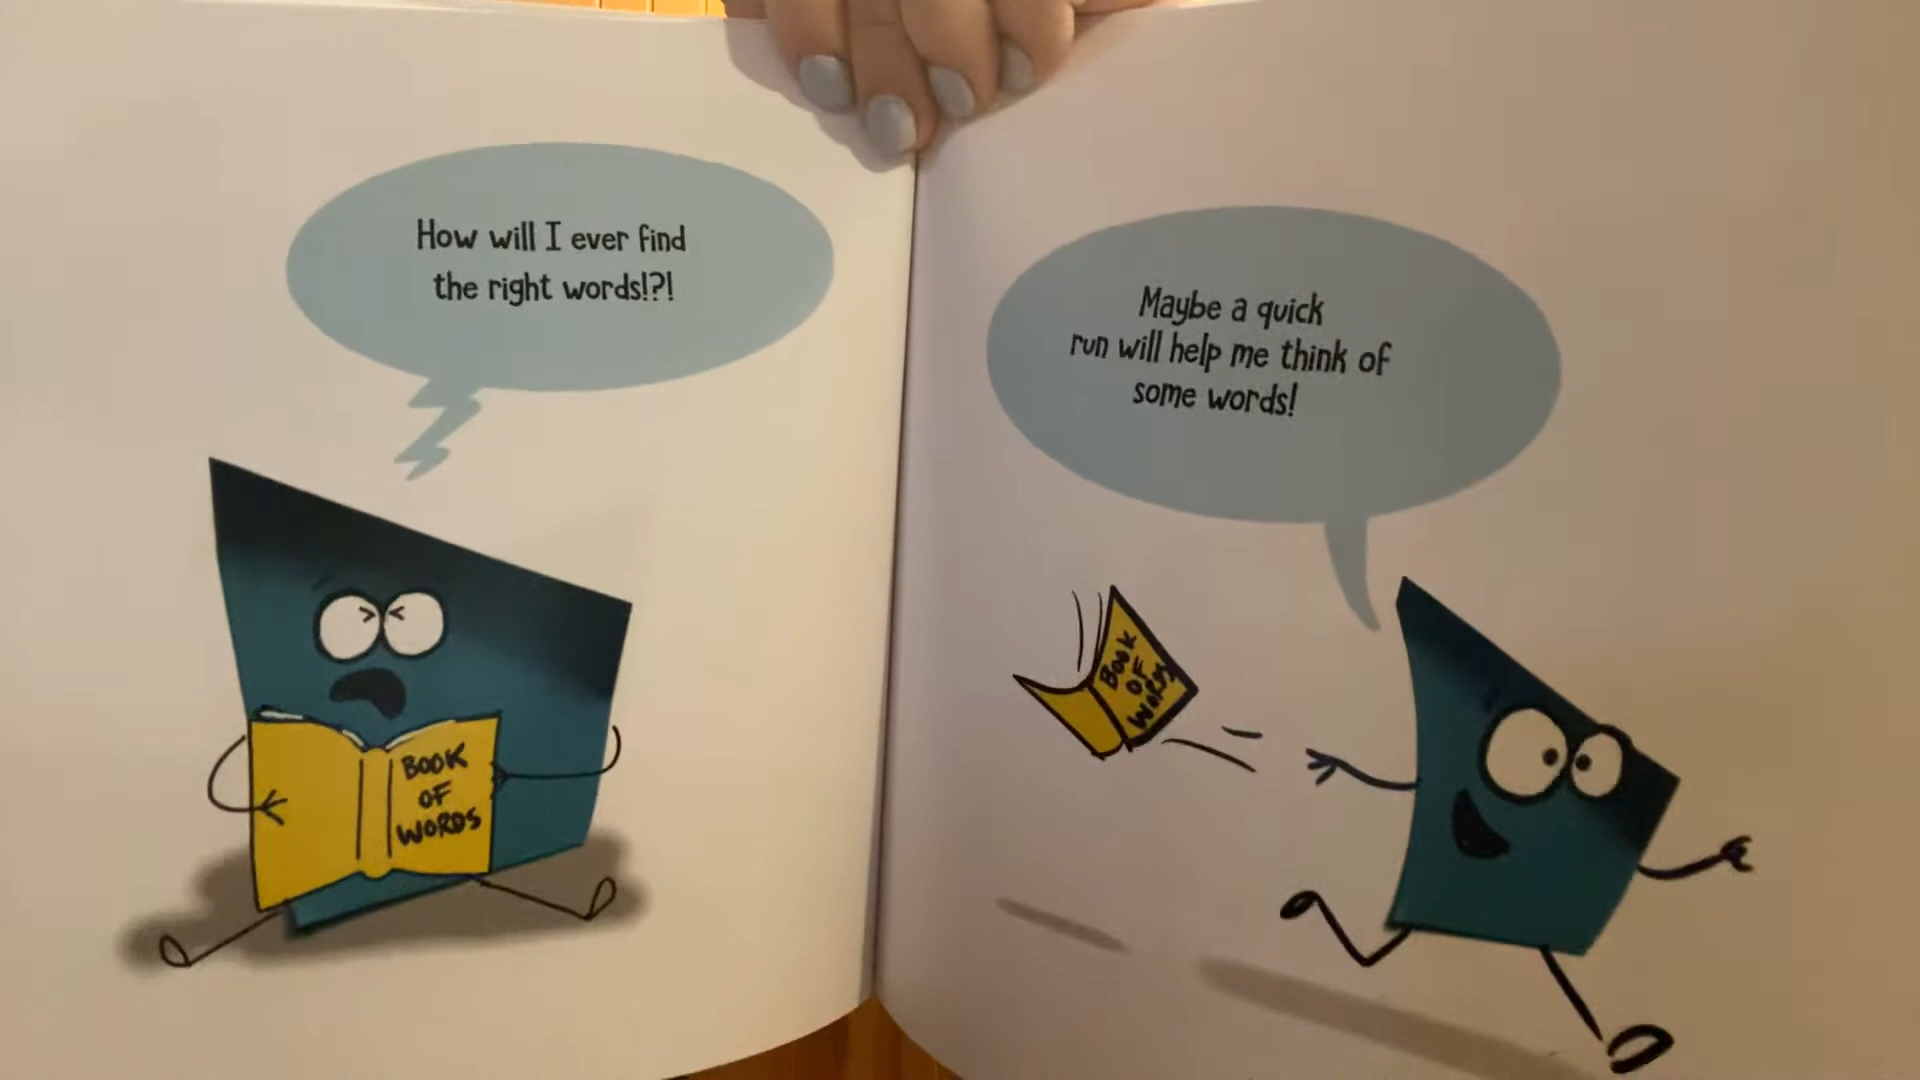 How will I ever find
the right words!?!
BOOK
OF
WORDS
Maybe a quick
run will help me think of
some words!
BOOK
OF
WORDS